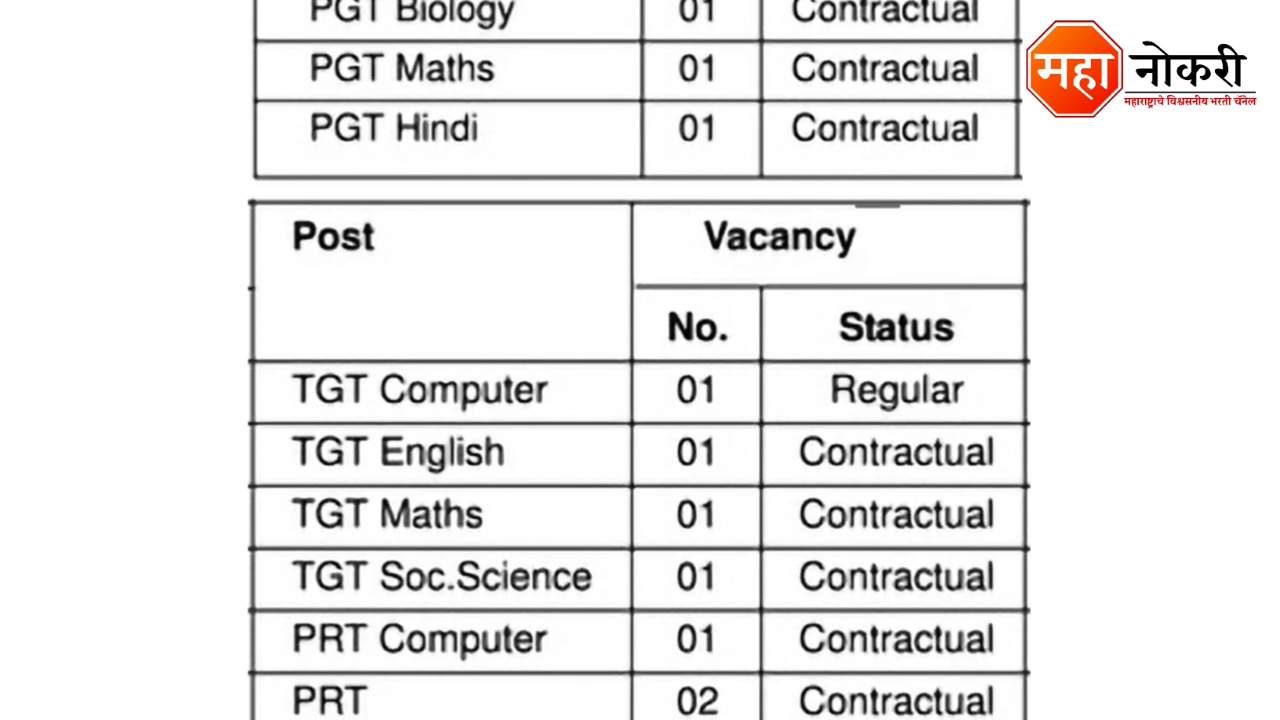 PGT Biology 01 Contractual
PGT Maths 01 Contractual
PGT Hindi 01 Contractual
महा नोकरी
महाराष्ट्राचे विश्वसनीय भरती चॅनेल
Post Vacancy
No. Status
TGT Computer 01 Regular
TGT English 01 Contractual
TGT Maths 01 Contractual
TGT Soc.Science 01 Contractual
PRT Computer 01 Contractual
PRT 02 Contractual